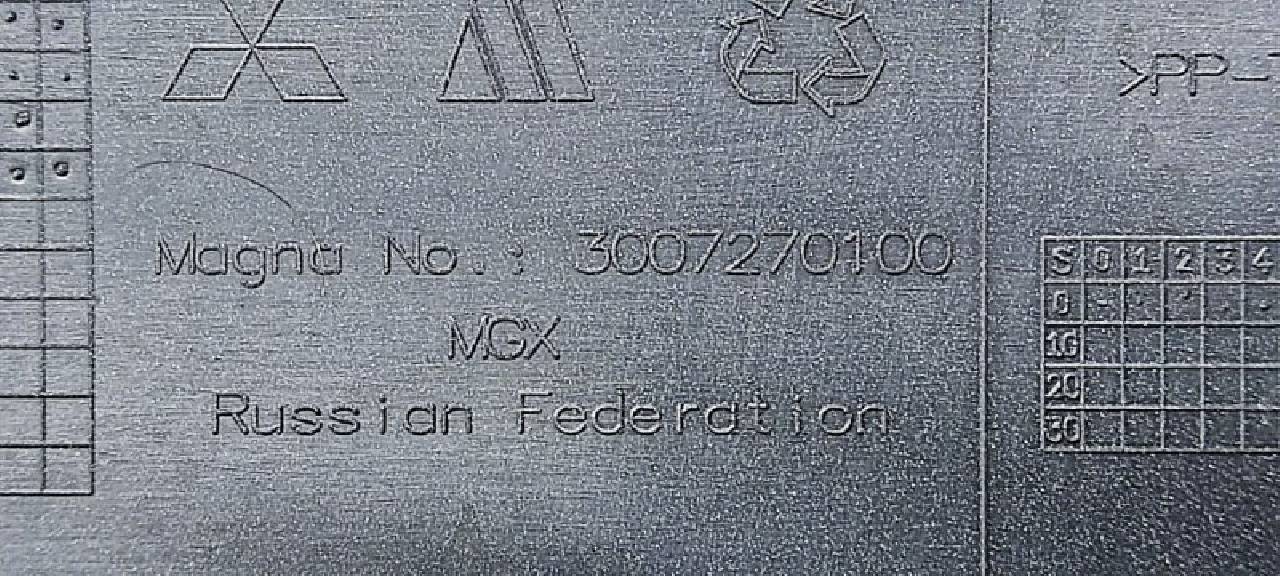 >PP-
Magna No.: 3007270100
MGX
Russian Federation
S 0 1 2 3 4
0
10
20
30